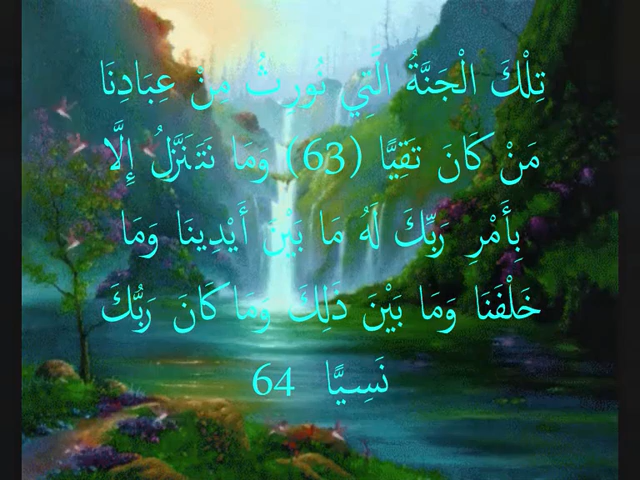 تِلْكَ الْجَنَّةُ الَّتِي نُورِثُ مِنْ عِبَادِنَا
مَنْ كَانَ تَقِيًّا (63) وَمَا نَتَنَزَّلُ إِلَّا
بِأَمْرِ رَبِّكَ لَهُ مَا بَيْنَ أَيْدِينَا وَمَا
خَلْفَنَا وَمَا بَيْنَ ذَلِكَ وَمَا كَانَ رَبُّكَ
نَسِيًّا 64